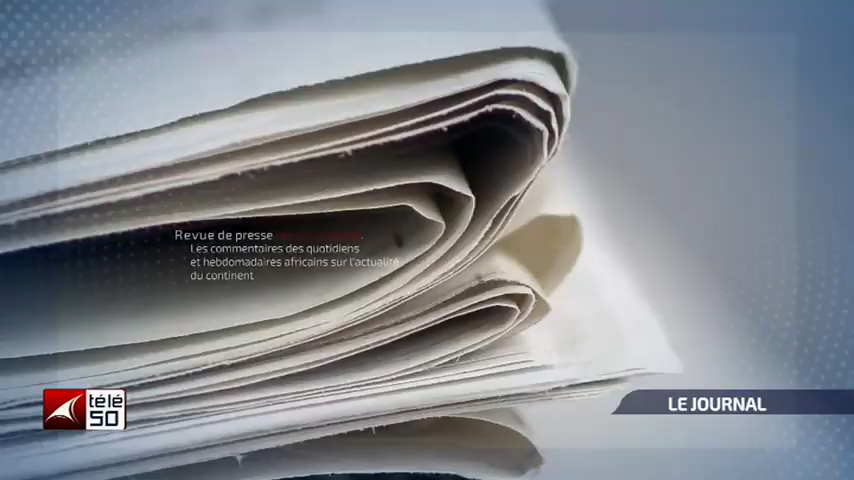 Revue de presse
Les commentaires des quotidiens
et hebdomadaires africains sur l'actualité
du continent
télé
50
LE JOURNAL